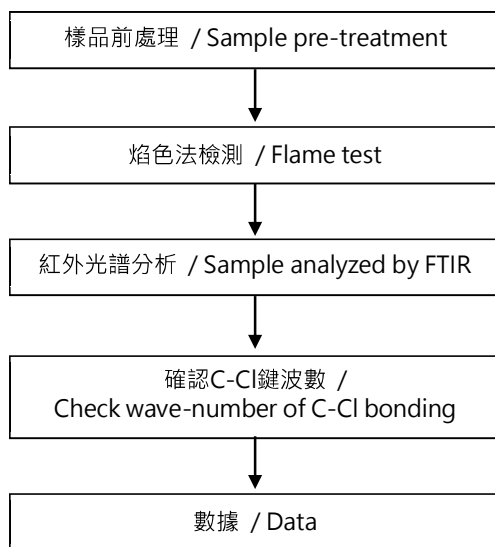 樣品前處理 / Sample pre-treatment
焰色法檢測 / Flame test
紅外光譜分析 / Sample analyzed by FTIR
確認C-Cl鍵波數 /
Check wave-number of C-Cl bonding
數據 / Data